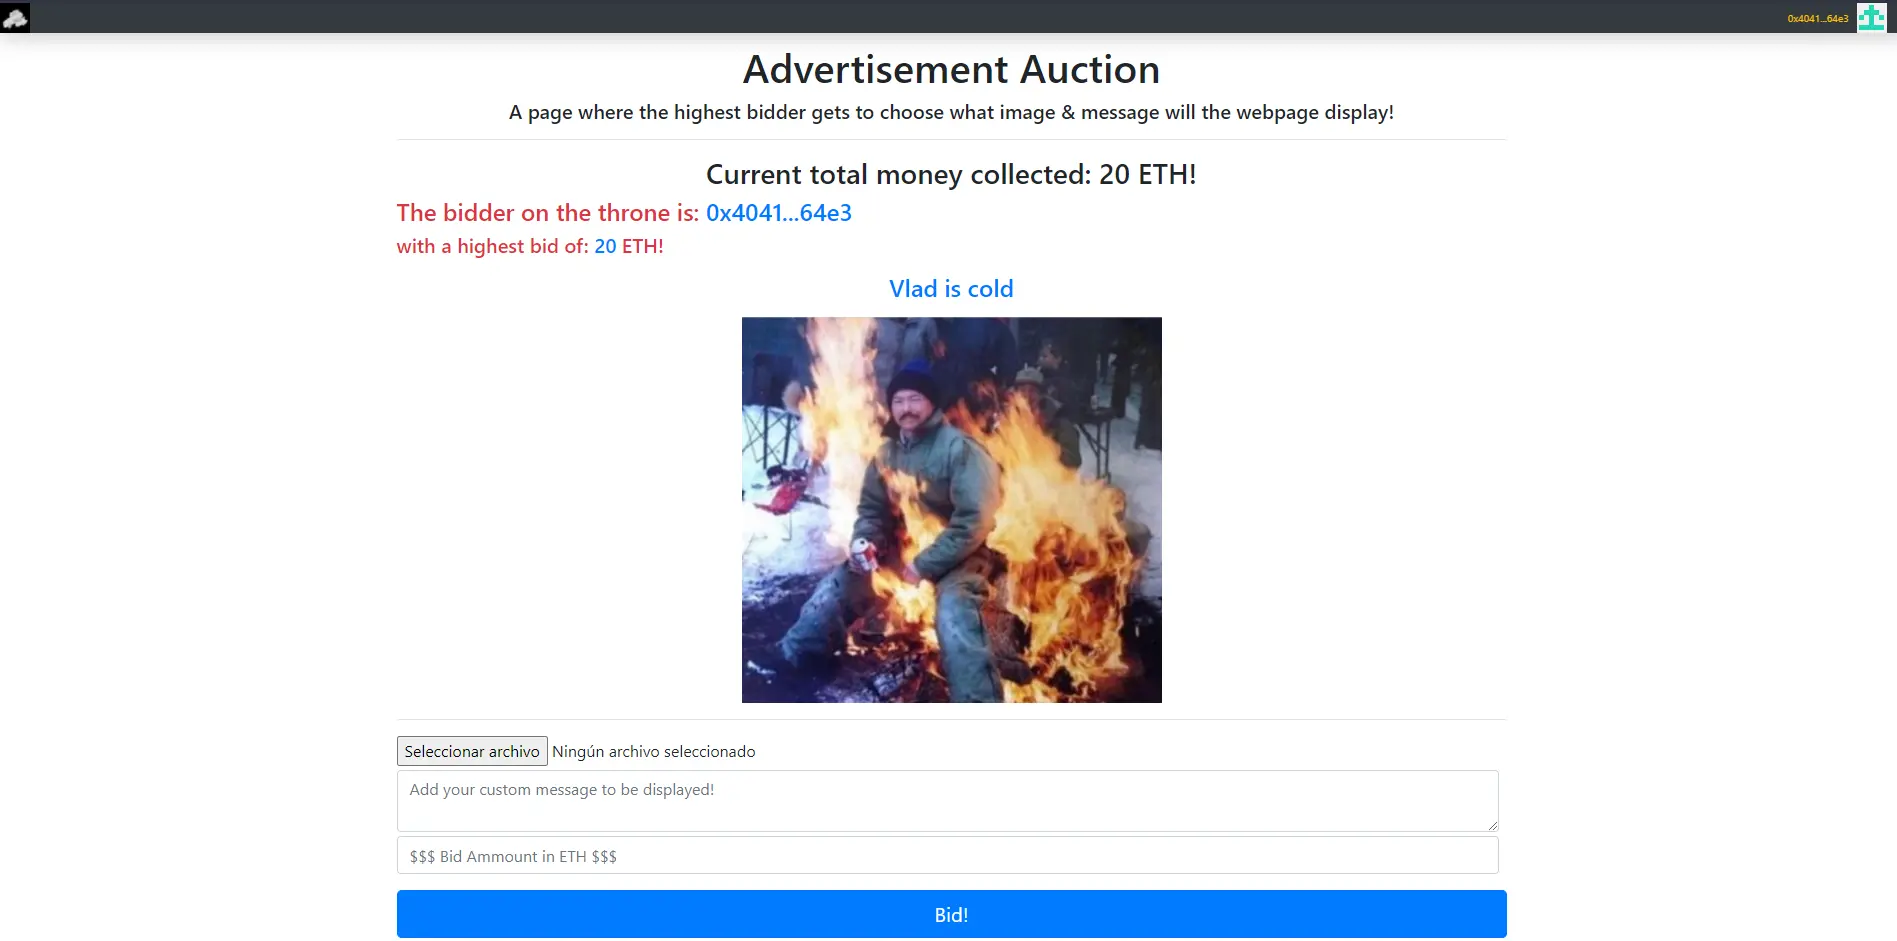 0x4041...64e3
Advertisement Auction
A page where the highest bidder gets to choose what image & message will the webpage display!
Current total money collected: 20 ETH!
The bidder on the throne is: 0x4041...64e3
with a highest bid of: 20 ETH!
Vlad is cold
Seleccionar archivo Ningún archivo seleccionado
Add your custom message to be displayed!
$$$ Bid Ammount in ETH $$$
Bid!